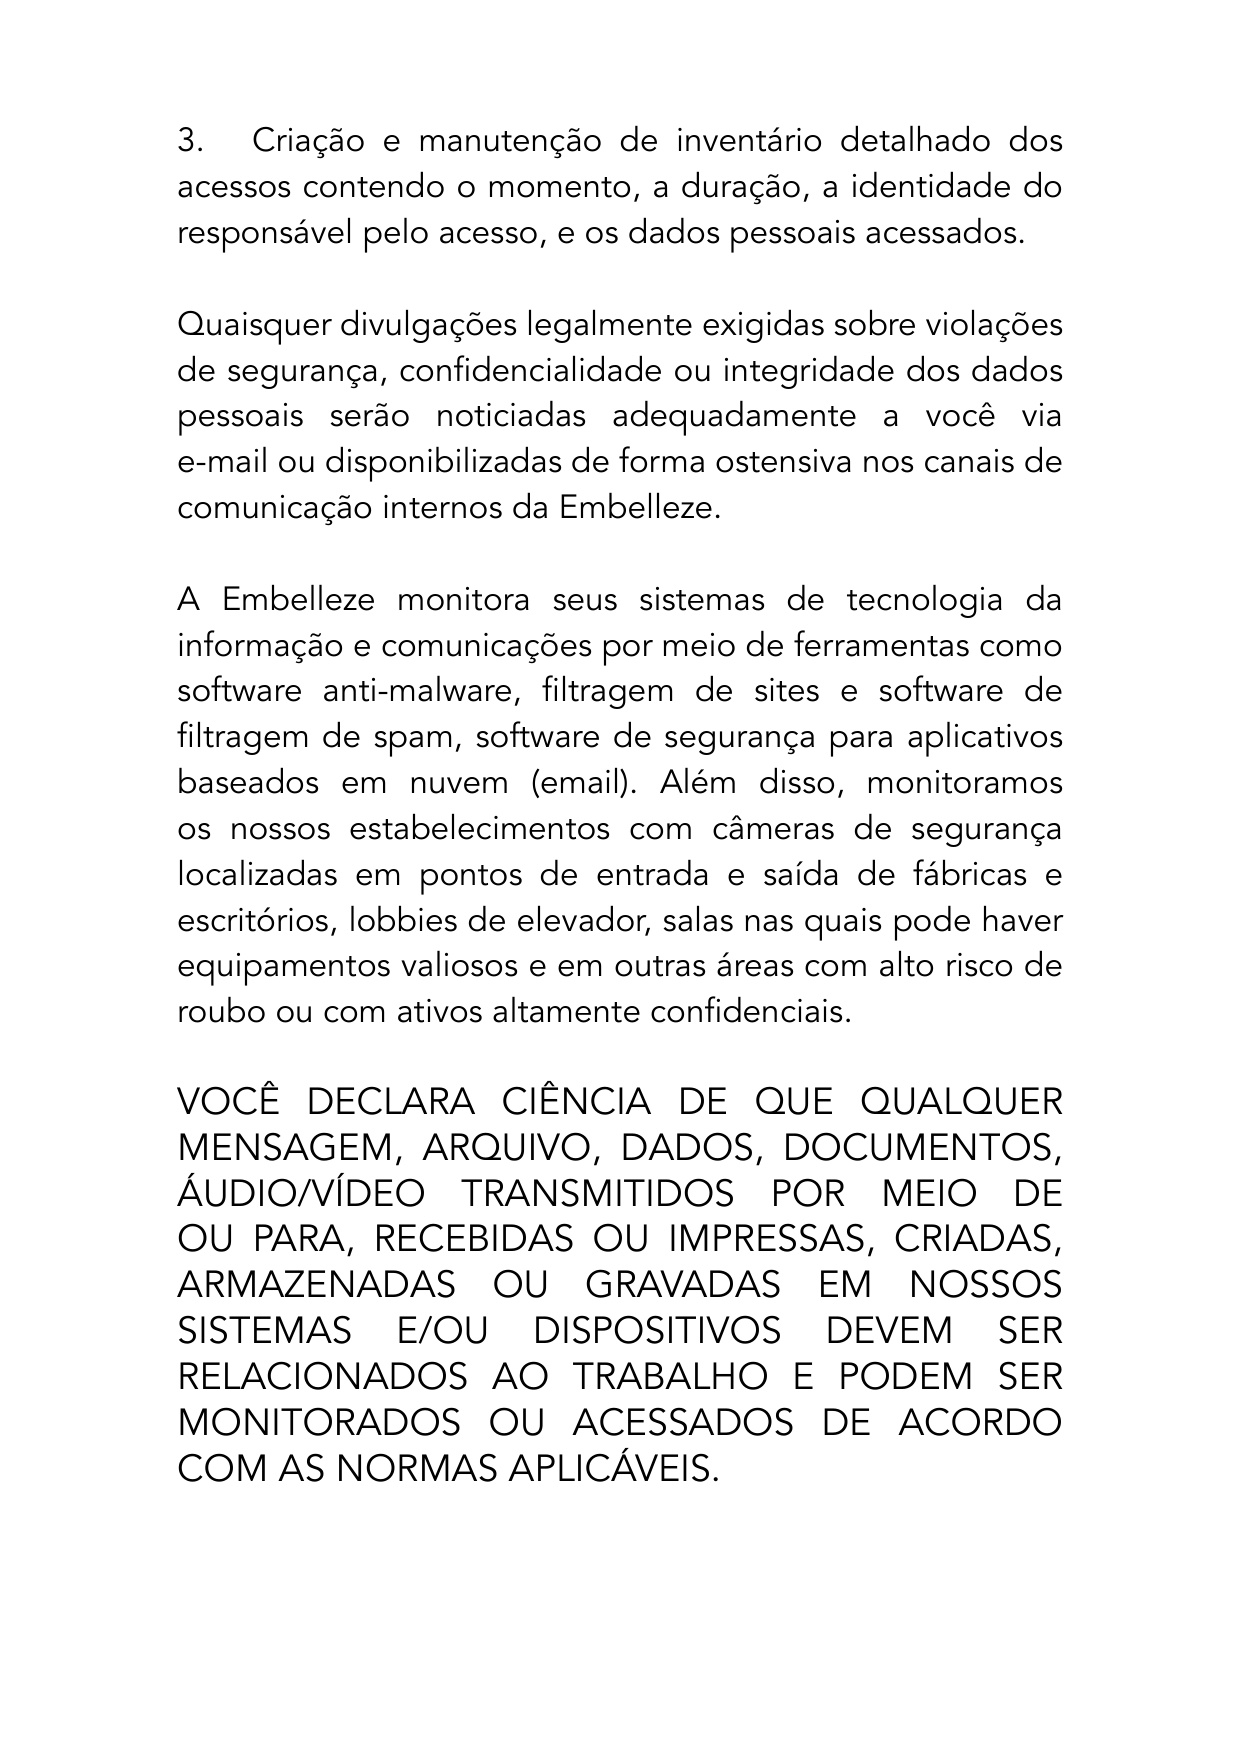 3. Criação e manutenção de inventário detalhado dos
acessos contendo o momento, a duração, a identidade do
responsável pelo acesso, e os dados pessoais acessados.
Quaisquer divulgações legalmente exigidas sobre violações
de segurança, confidencialidade ou integridade dos dados
pessoais serão noticiadas adequadamente a você via
e-mail ou disponibilizadas de forma ostensiva nos canais de
comunicação internos da Embelleze.
A Embelleze monitora seus sistemas de tecnologia da
informação e comunicações por meio de ferramentas como
software anti-malware, filtragem de sites e software de
filtragem de spam, software de segurança para aplicativos
baseados em nuvem (email). Além disso, monitoramos
os nossos estabelecimentos com câmeras de segurança
localizadas em pontos de entrada e saída de fábricas e
escritórios, lobbies de elevador, salas nas quais pode haver
equipamentos valiosos e em outras áreas com alto risco de
roubo ou com ativos altamente confidenciais.
VOCÊ DECLARA CIÊNCIA DE QUE QUALQUER
MENSAGEM, ARQUIVO, DADOS, DOCUMENTOS,
ÁUDIO/VÍDEO TRANSMITIDOS POR MEIO DE
OU PARA, RECEBIDAS OU IMPRESSAS, CRIADAS,
ARMAZENADAS OU GRAVADAS EM NOSSOS
SISTEMAS E/OU DISPOSITIVOS DEVEM SER
RELACIONADOS AO TRABALHO E PODEM SER
MONITORADOS OU ACESSADOS DE ACORDO
COM AS NORMAS APLICÁVEIS.